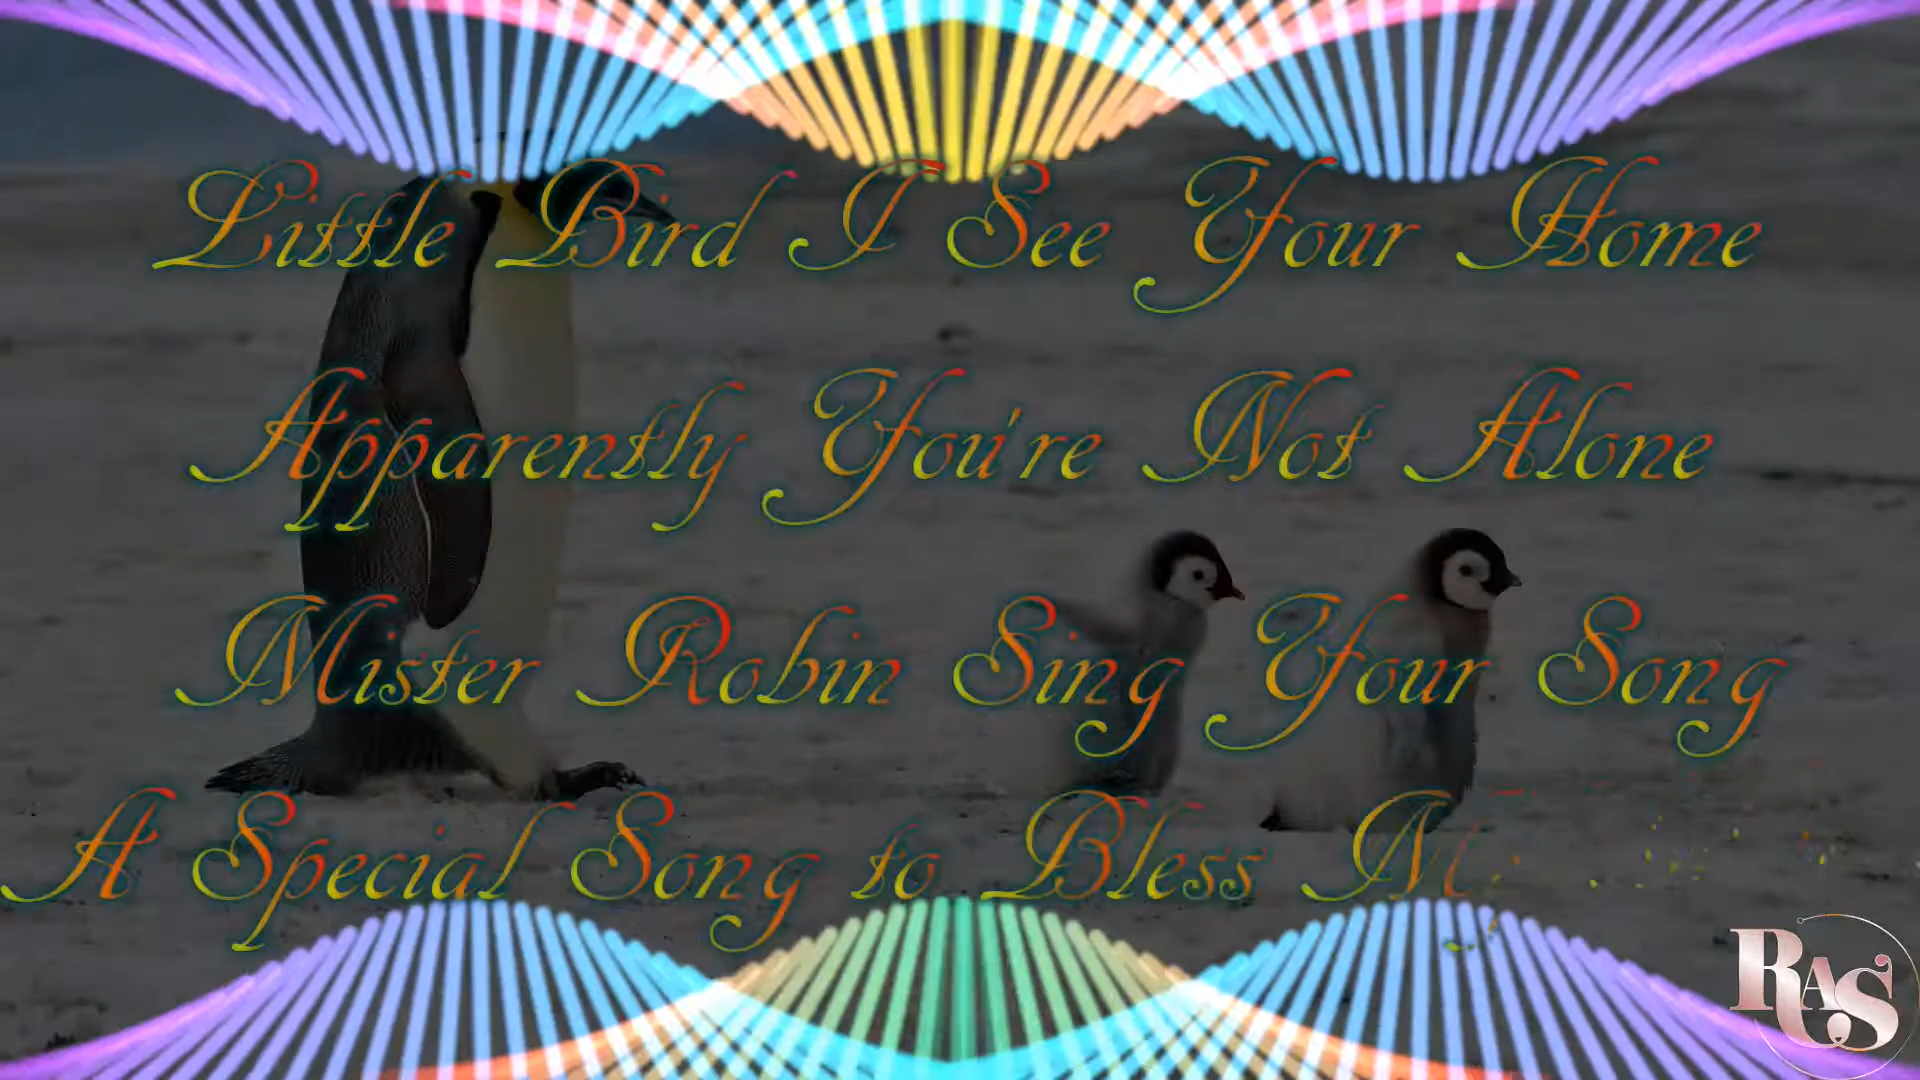 Little Bird I See Your Home
Apparently You're Not Alone
Mister Robin Sing Your Song
A Special Song to Bless
RAS